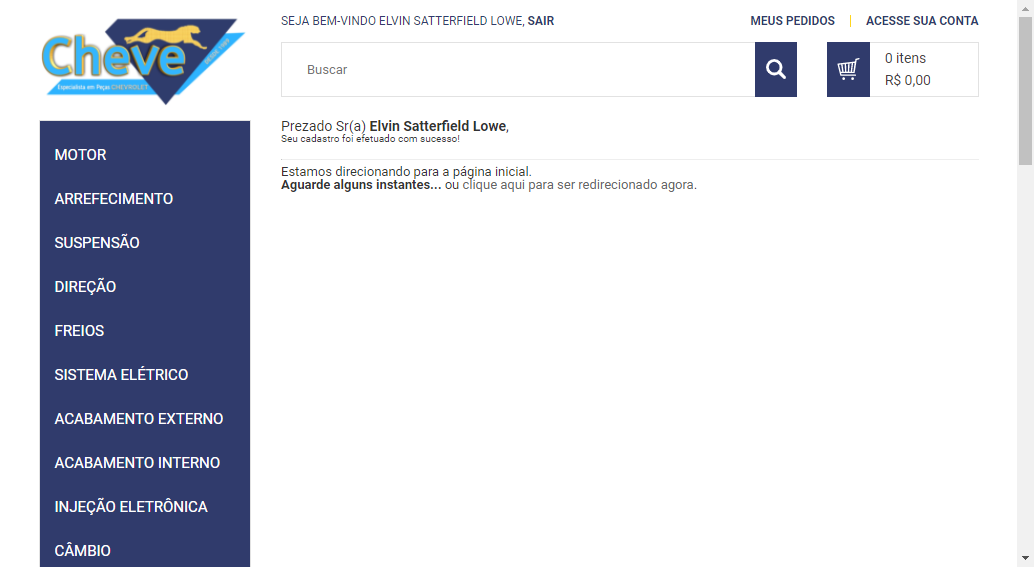 Cheve
DESDE 1989
Especialista em Peças CHEVROLET
SEJA BEM-VINDO ELVIN SATTERFIELD LOWE, SAIR
MEUS PEDIDOS | ACESSE SUA CONTA
Buscar
0 itens
R$ 0,00
Prezado Sr(a) Elvin Satterfield Lowe,
Seu cadastro foi efetuado com sucesso!
Estamos direcionando para a página inicial.
Aguarde alguns instantes... ou clique aqui para ser redirecionado agora.
MOTOR
ARREFECIMENTO
SUSPENSÃO
DIREÇÃO
FREIOS
SISTEMA ELÉTRICO
ACABAMENTO EXTERNO
ACABAMENTO INTERNO
INJEÇÃO ELETRÔNICA
CÂMBIO